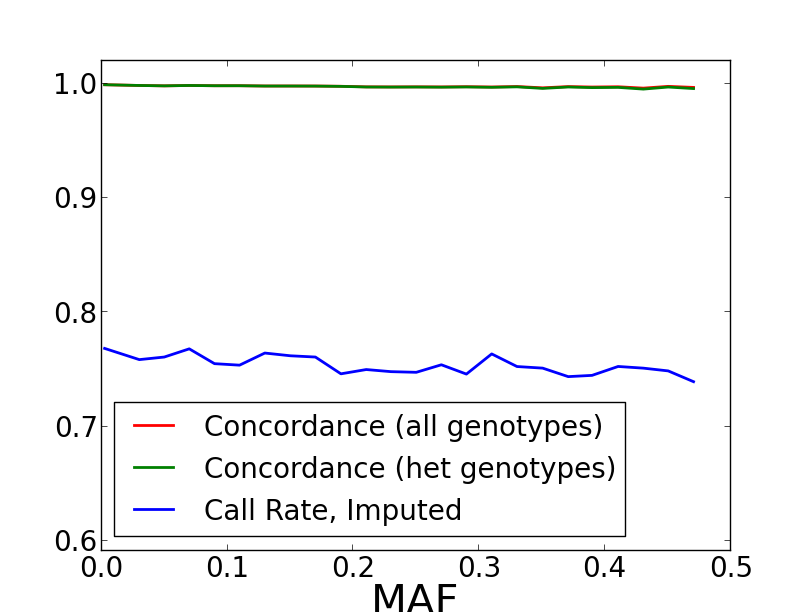 1.0
0.9
0.8
0.7
0.6
Concordance (all genotypes)
Concordance (het genotypes)
Call Rate, Imputed
0.0 0.1 0.2 0.3 0.4 0.5
MAF